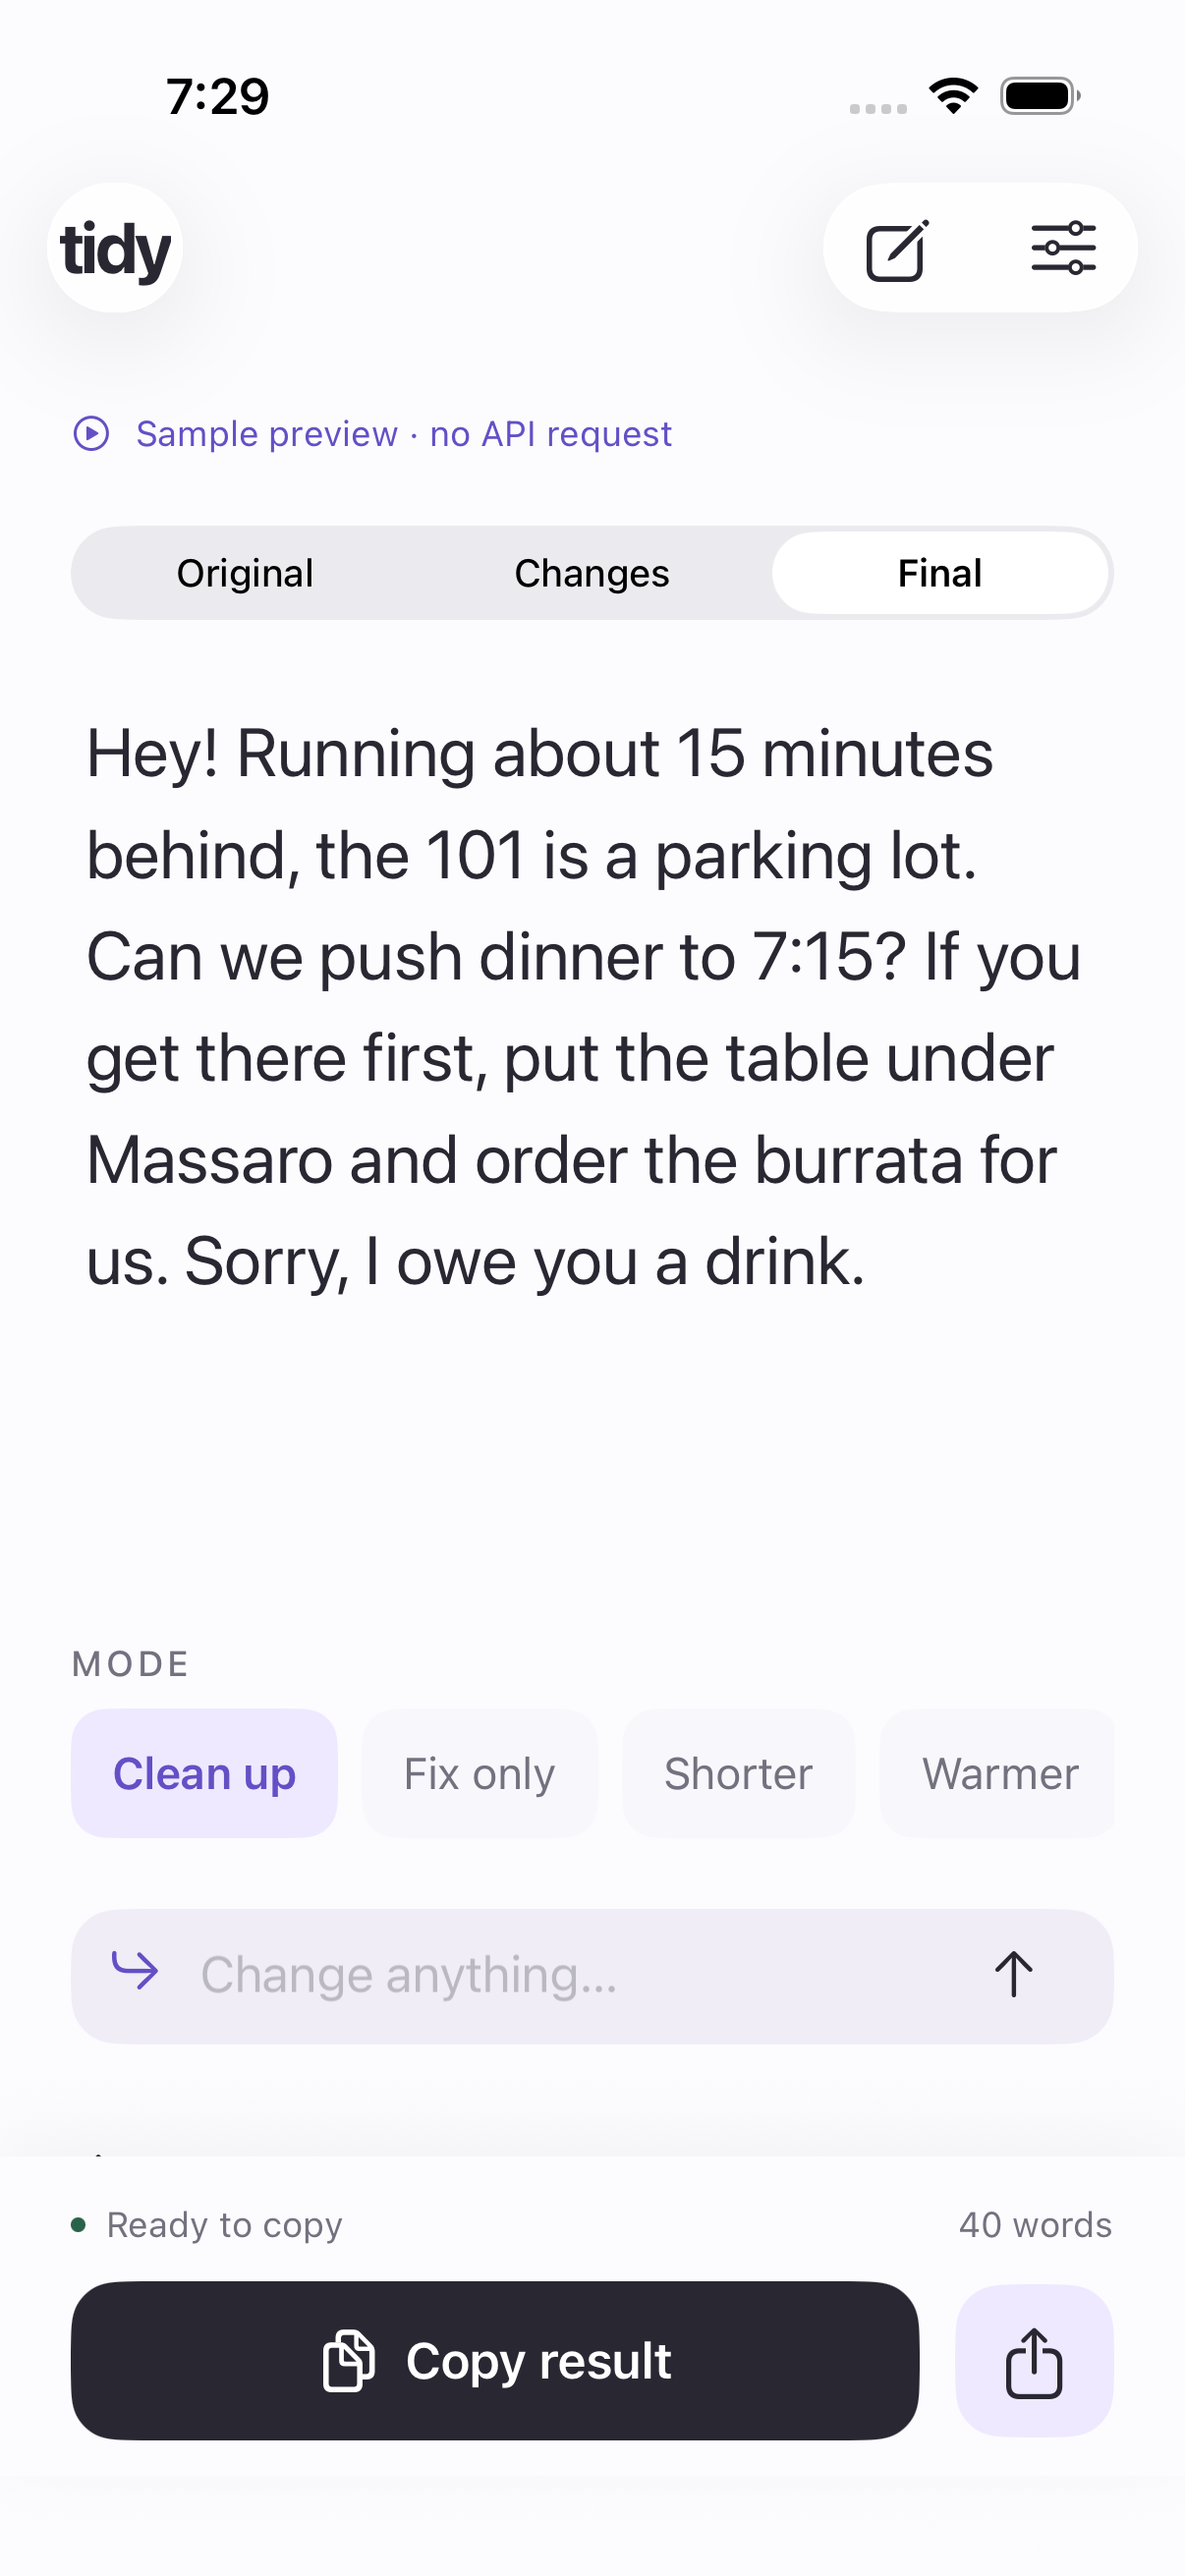 7:29
tidy
Sample preview · no API request
Original Changes Final
Hey! Running about 15 minutes
behind, the 101 is a parking lot.
Can we push dinner to 7:15? If you
get there first, put the table under
Massaro and order the burrata for
us. Sorry, I owe you a drink.
MODE
Clean up Fix only Shorter Warmer
Change anything...
Ready to copy 40 words
Copy result